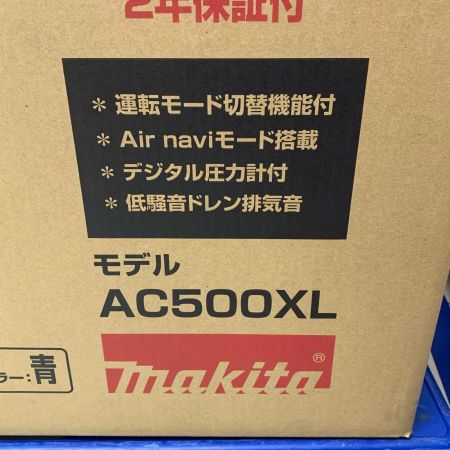 2年保証付
* 運転モード切替機能付
* Air naviモード搭載
* デジタル圧力計付
* 低騒音ドレン排気音
モデル
AC500XL
ラー:青
makita®